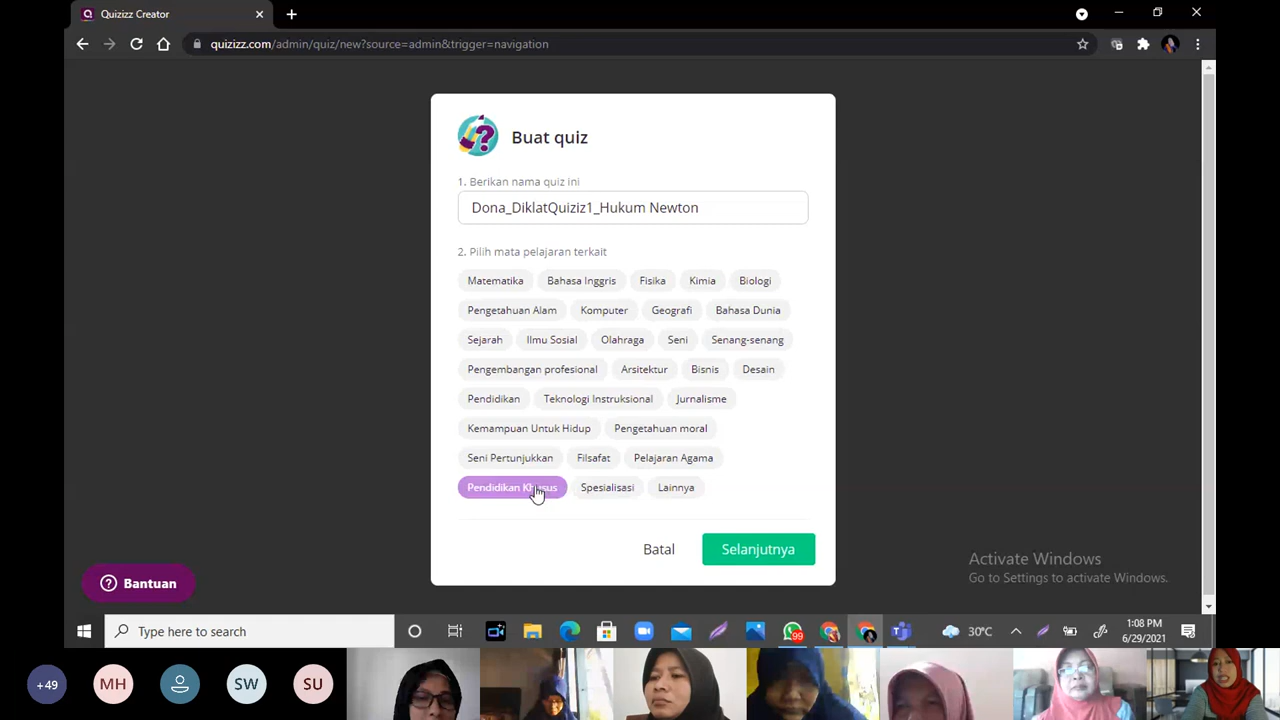 Quizizz Creator
quizizz.com/admin/quiz/new?source=admin&trigger=navigation
Buat quiz
1. Berikan nama quiz ini
Dona_DiklatQuiziz1_Hukum Newton
2. Pilih mata pelajaran terkait
Matematika Bahasa Inggris Fisika Kimia Biologi
Pengetahuan Alam Komputer Geografi Bahasa Dunia
Sejarah Ilmu Sosial Olahraga Seni Senang-senang
Pengembangan profesional Arsitektur Bisnis Desain
Pendidikan Teknologi Instruksional Jurnalisme
Kemampuan Untuk Hidup Pengetahuan moral
Seni Pertunjukkan Filsafat Pelajaran Agama
Pendidikan Khusus Spesialisasi Lainnya
Batal Selanjutnya
Bantuan
Activate Windows
Go to Settings to activate Windows.
Type here to search
99
30°C
1:08 PM
6/29/2021
+49 MH SW SU